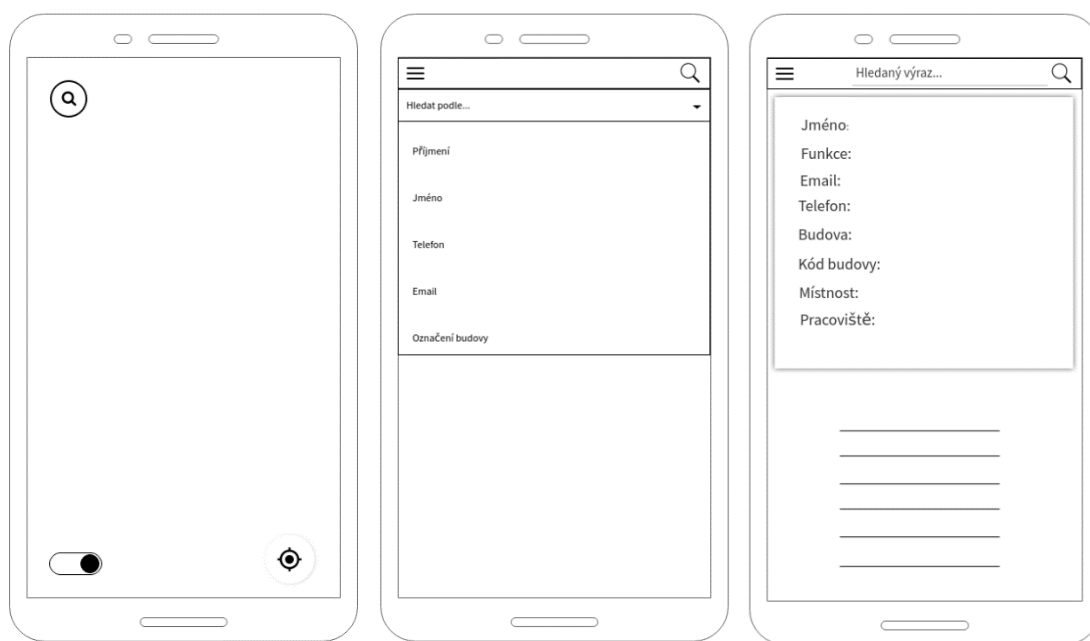 Hledat podle...
Příjmení
Jméno
Telefon
Email
Označení budovy
Hledaný výraz...
Jméno:
Funkce:
Email:
Telefon:
Budova:
Kód budovy:
Místnost:
Pracoviště: